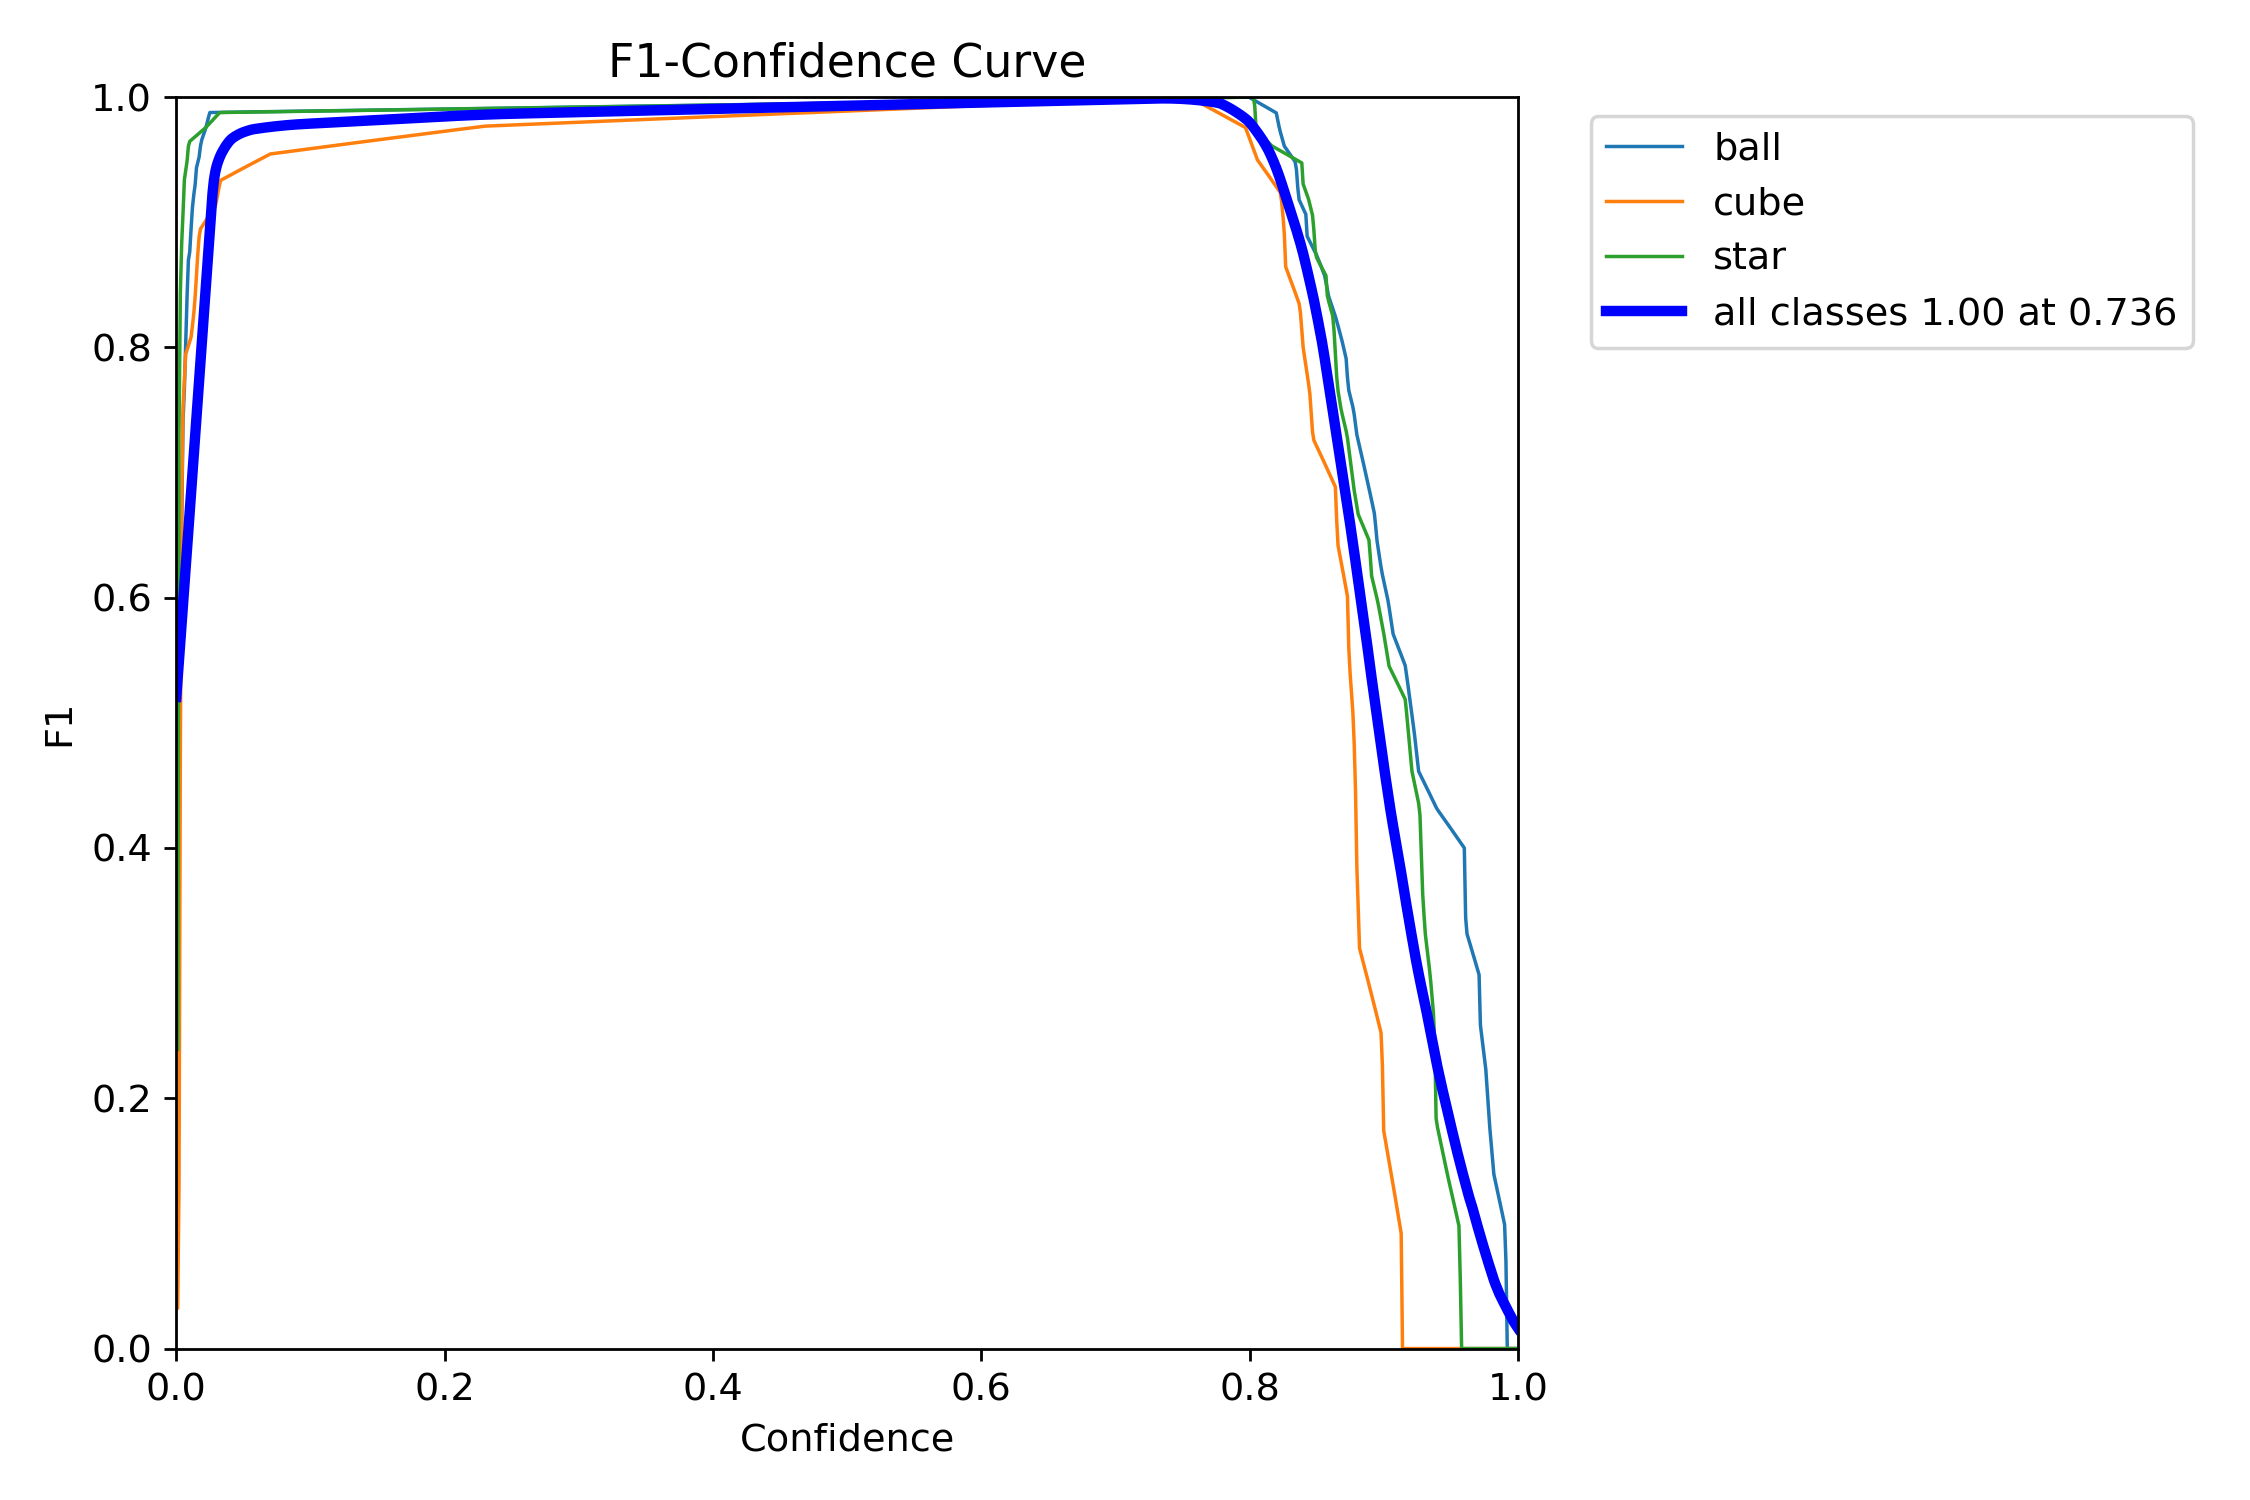 F1-Confidence Curve
1.0
0.8
0.6
0.4
0.2
0.0
F1
0.0 0.2 0.4 0.6 0.8 1.0
Confidence
ball
cube
star
all classes 1.00 at 0.736